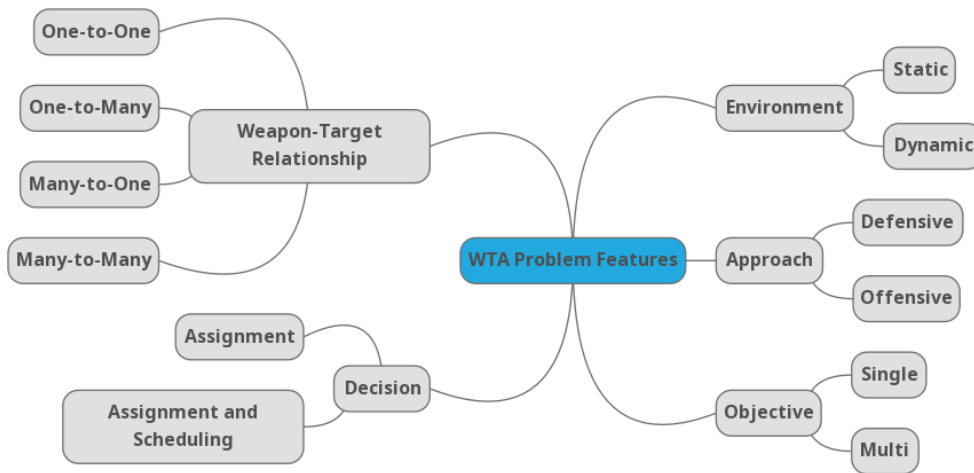 One-to-One
One-to-Many
Many-to-One
Many-to-Many
Weapon-Target
Relationship
Assignment
Assignment and
Scheduling
Decision
WTA Problem Features
Environment
Static
Dynamic
Approach
Defensive
Offensive
Objective
Single
Multi